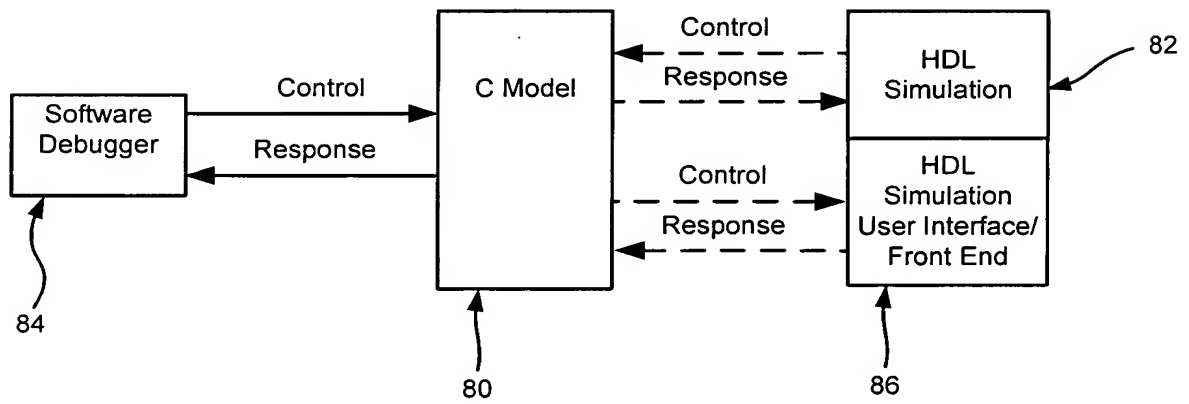 Software
Debugger
Control
Response
C Model
Control
Response
Control
Response
HDL
Simulation
HDL
Simulation
User Interface/
Front End
82
84
80
86